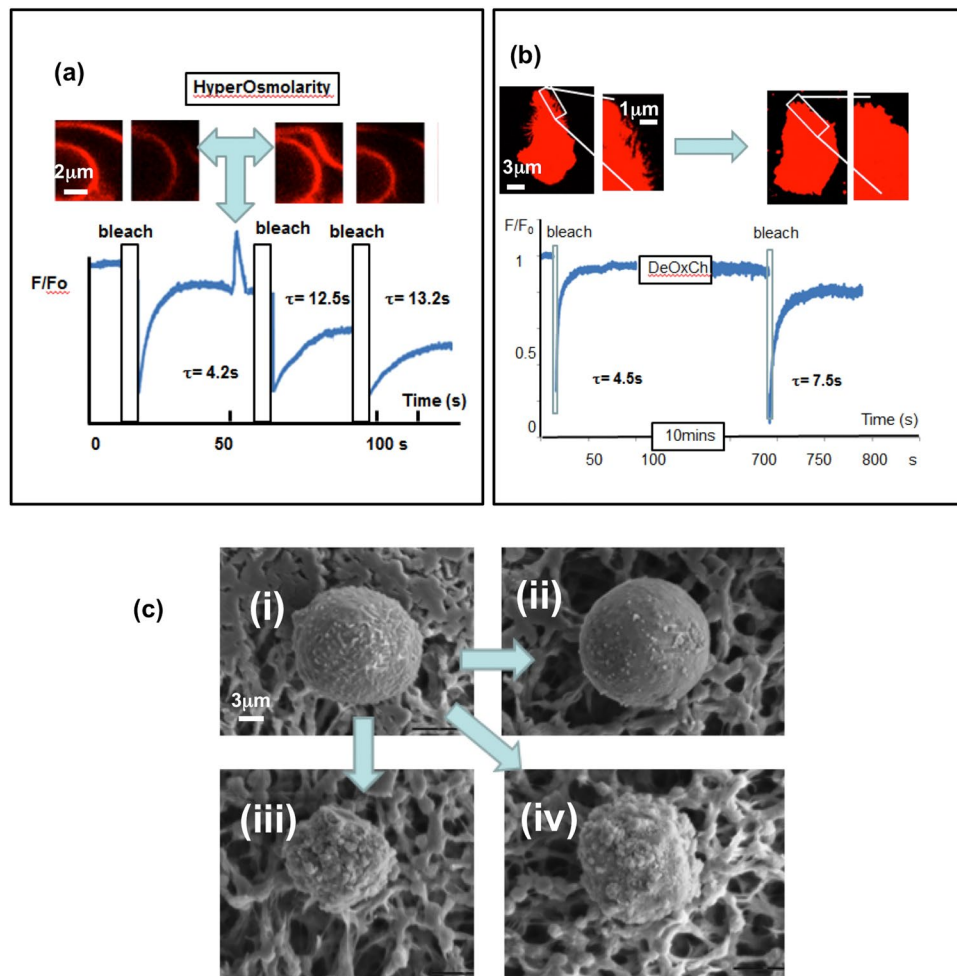 (a)
HyperOsmolarity
2μm
bleach
bleach
bleach
F/Fo
τ = 12.5s
τ = 13.2s
τ = 4.2s
Time (s)
0
50
100 s
(b)
1μm
3μm
F/F0
bleach
bleach
1
DeOxCh
0.5
τ = 4.5s
τ = 7.5s
Time (s)
0
10mins
50
100
700
750
800
s
(c)
(i)
(ii)
3μm
(iii)
(iv)